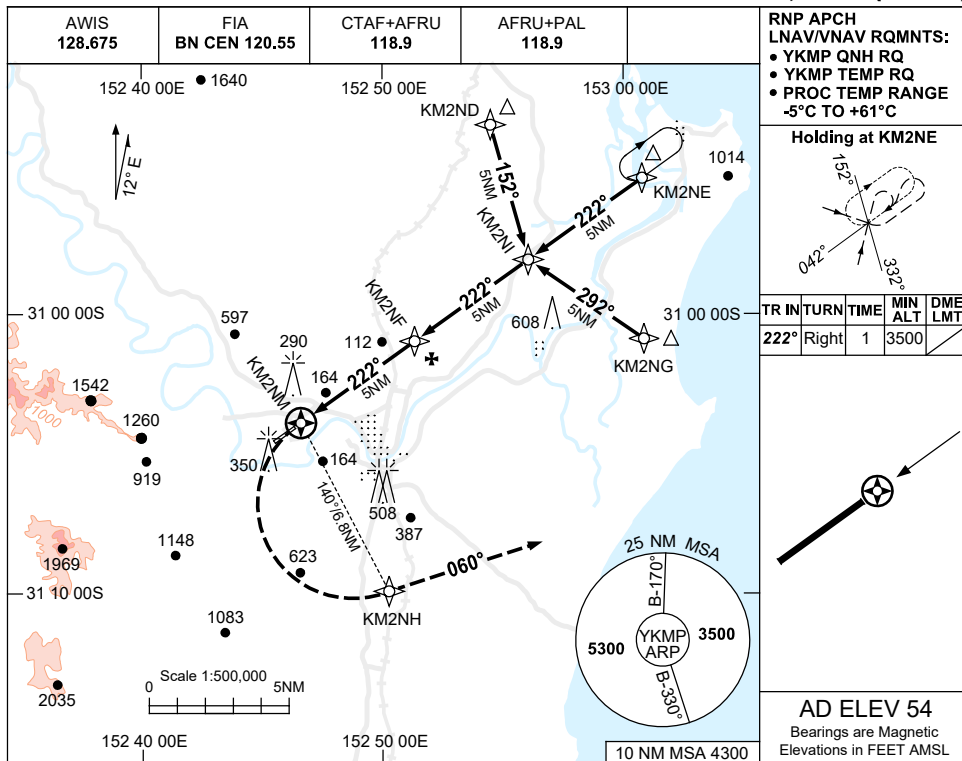 AWIS
128.675
FIA
BN CEN 120.55
CTAF+AFRU
118.9
AFRU+PAL
118.9
RNP APCH
LNAV/VNAV RQMNTS:
• YKMP QNH RQ
• YKMP TEMP RQ
• PROC TEMP RANGE
-5°C TO +61°C
152 40 00E
152 50 00E
153 00 00E
1640
12° E
KM2ND
152°
5NM
KM2NE
1014
222°
5NM
KM2NI
292°
5NM
KM2NG
608
222°
5NM
KM2NF
31 00 00S
31 00 00S
597
290
112
222°
5NM
KM2NM
164
1542
1000
1260
919
350
164
140°/6.8NM
508
387
1148
1969
623
060°
31 10 00S
KM2NH
1083
2035
Scale 1:500,000
0
5NM
152 40 00E
152 50 00E
25 NM MSA
B-170°
5300
YKMP
ARP
3500
B-330°
10 NM MSA 4300
Holding at KM2NE
152°
042°
332°
TR IN TURN TIME MIN ALT DME LMT
222° Right 1 3500
AD ELEV 54
Bearings are Magnetic
Elevations in FEET AMSL